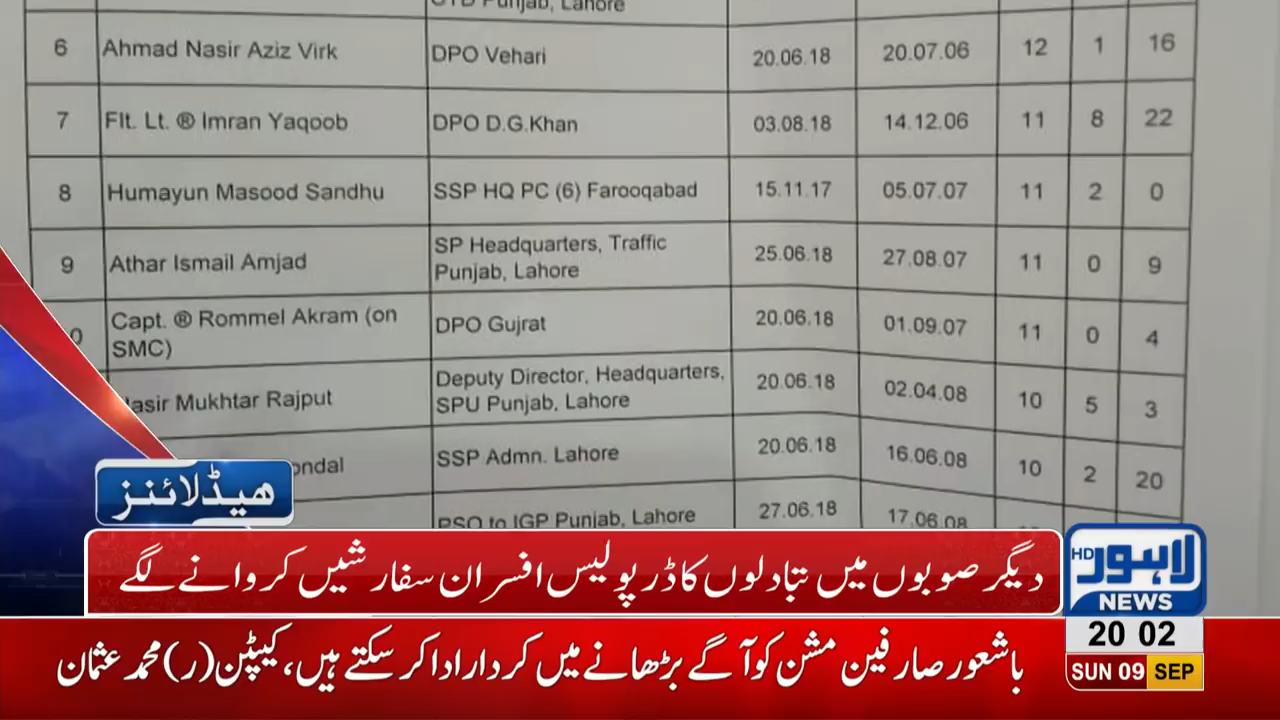 CTD Punjab, Lahore
6 Ahmad Nasir Aziz Virk DPO Vehari 20.06.18 20.07.06 12 1 16
7 Flt. Lt. ® Imran Yaqoob DPO D.G.Khan 03.08.18 14.12.06 11 8 22
8 Humayun Masood Sandhu SSP HQ PC (6) Farooqabad 15.11.17 05.07.07 11 2 0
9 Athar Ismail Amjad SP Headquarters, Traffic Punjab, Lahore 25.06.18 27.08.07 11 0 9
0 Capt. ® Rommel Akram (on SMC) DPO Gujrat 20.06.18 01.09.07 11 0 4
asir Mukhtar Rajput Deputy Director, Headquarters, SPU Punjab, Lahore 20.06.18 02.04.08 10 5 3
ondal SSP Admn. Lahore 20.06.18 16.06.08 10 2 20
PSO to IGP Punjab, Lahore 27.06.18 17.06.08
ہیڈلائنز
دیگر صوبوں میں تبادلوں کا ڈر پولیس افسران سفارشیں کروانے لگے
لاہور HD
NEWS
باشعور صارفین مشن کو آگے بڑھانے میں کردار ادا کر سکتے ہیں، کیپٹن (ر) محمد عثمان
20 02
SUN 09 SEP